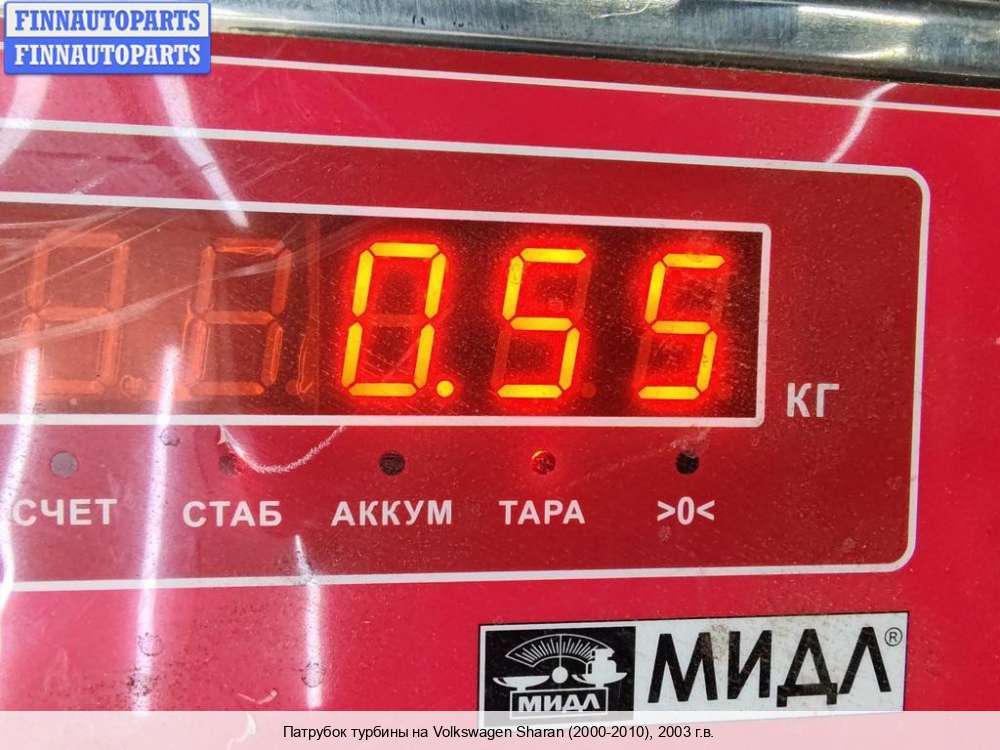 FINNAUTOPARTS
FINNAUTOPARTS
0.55
КГ
СЧЕТ СТАБ АККУМ ТАРА >0<
МИДЛ МИДЛ®
Патрубок турбины на Volkswagen Sharan (2000-2010), 2003 г.в.